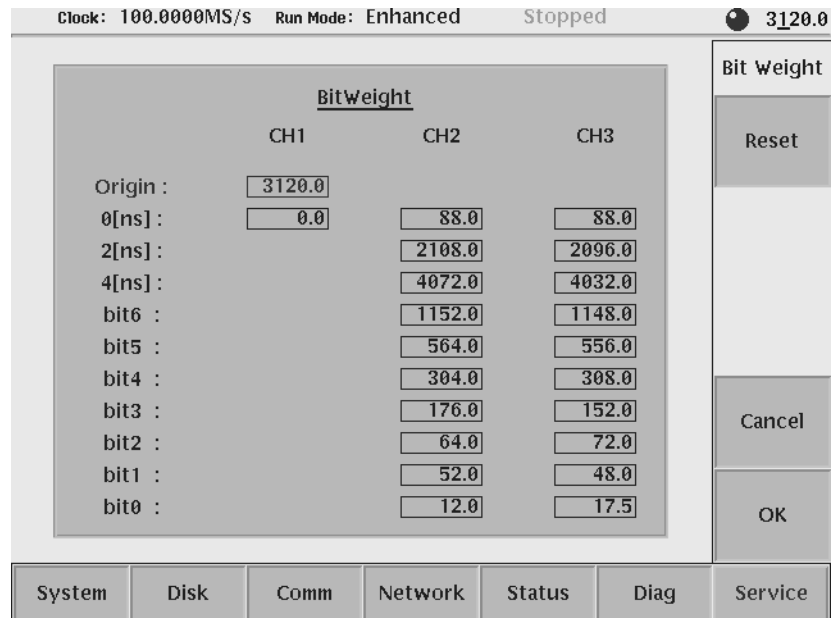 Clock: 100.0000MS/s Run Mode: Enhanced Stopped 3120.0
Bit Weight
BitWeight
CH1 CH2 CH3
Reset
Origin : 3120.0
0[ns] : 0.0 88.0 88.0
2[ns] : 2108.0 2096.0
4[ns] : 4072.0 4032.0
bit6 : 1152.0 1148.0
bit5 : 564.0 556.0
bit4 : 304.0 308.0
bit3 : 176.0 152.0
Cancel
bit2 : 64.0 72.0
bit1 : 52.0 48.0
bit0 : 12.0 17.5
OK
System Disk Comm Network Status Diag Service